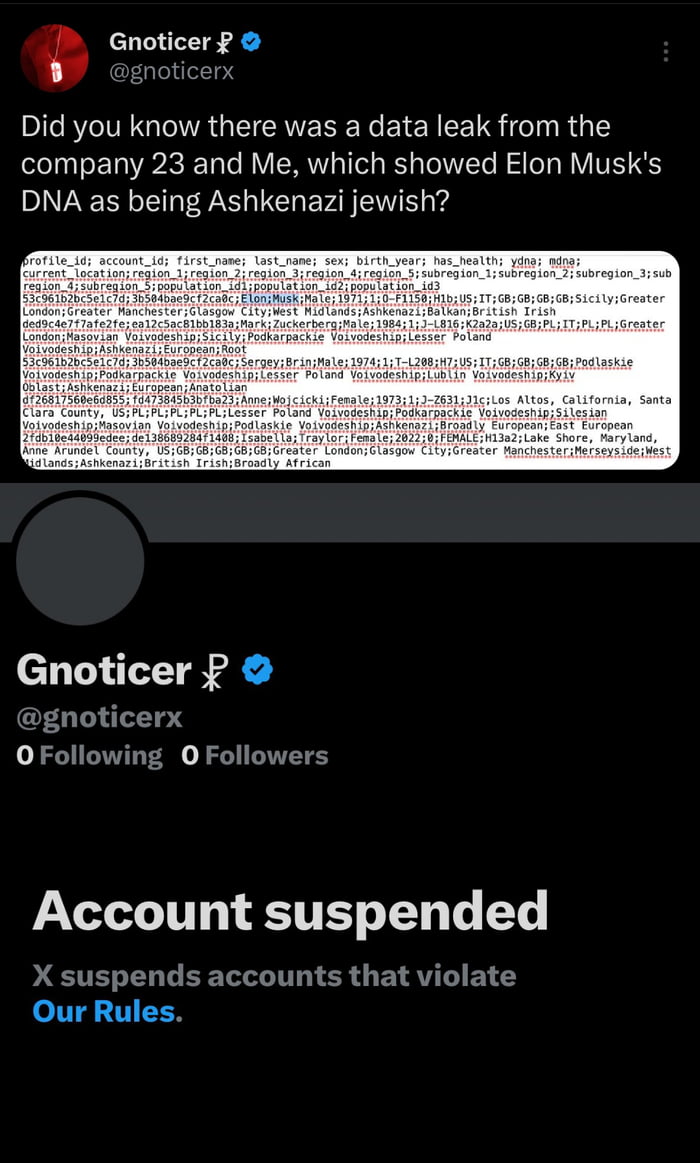 Gnoticer ☧
@gnoticerx
Did you know there was a data leak from the
company 23 and Me, which showed Elon Musk's
DNA as being Ashkenazi jewish?
profile_id; account_id; first_name; last_name; sex; birth_year; has_health; ydna; mdna;
current_location;region_1;region_2;region_3;region_4;region_5;subregion_1;subregion_2;subregion_3;sub
region_4;subregion_5;population_id1;population_id2;population_id3
53c961b2bc5e1c7d;3b504bae9cf2ca0c;Elon;Musk;Male;1971;1;O-F1150;H1b;US;IT;GB;GB;GB;GB;Sicily;Greater
London;Greater Manchester;Glasgow City;West Midlands;Ashkenazi;Balkan;British Irish
ded9c4e7f7afe2fe;ea12c5ac81bb183a;Mark;Zuckerberg;Male;1984;1;J-L816;K2a2a;US;GB;PL;IT;PL;PL;Greater
London;Masovian Voivodeship;Sicily;Podkarpackie Voivodeship;Lesser Poland
Voivodeship;Ashkenazi;European;Root
53c961b2bc5e1c7d;3b504bae9cf2ca0c;Sergey;Brin;Male;1974;1;T-L208;H7;US;IT;GB;GB;GB;GB;Podlaskie
Voivodeship;Podkarpackie Voivodeship;Lesser Poland Voivodeship;Lublin Voivodeship;Kyiv
Oblast;Ashkenazi;European;Anatolian
df26817560e6d855;fd473845b3bfba23;Anne;Wojcicki;Female;1973;1;J-Z631;J1c;Los Altos, California, Santa
Clara County, US;PL;PL;PL;PL;PL;Lesser Poland Voivodeship;Podkarpackie Voivodeship;Silesian
Voivodeship;Masovian Voivodeship;Podlaskie Voivodeship;Ashkenazi;Broadly European;East European
2fdb10e44099edee;de138689284f1408;Isabella;Traylor;Female;2022;0;FEMALE;H13a2;Lake Shore, Maryland,
Anne Arundel County, US;GB;GB;GB;GB;GB;Greater London;Glasgow City;Greater Manchester;Merseyside;West
Midlands;Ashkenazi;British Irish;Broadly African
Gnoticer ☧
@gnoticerx
0 Following 0 Followers
Account suspended
X suspends accounts that violate
Our Rules.